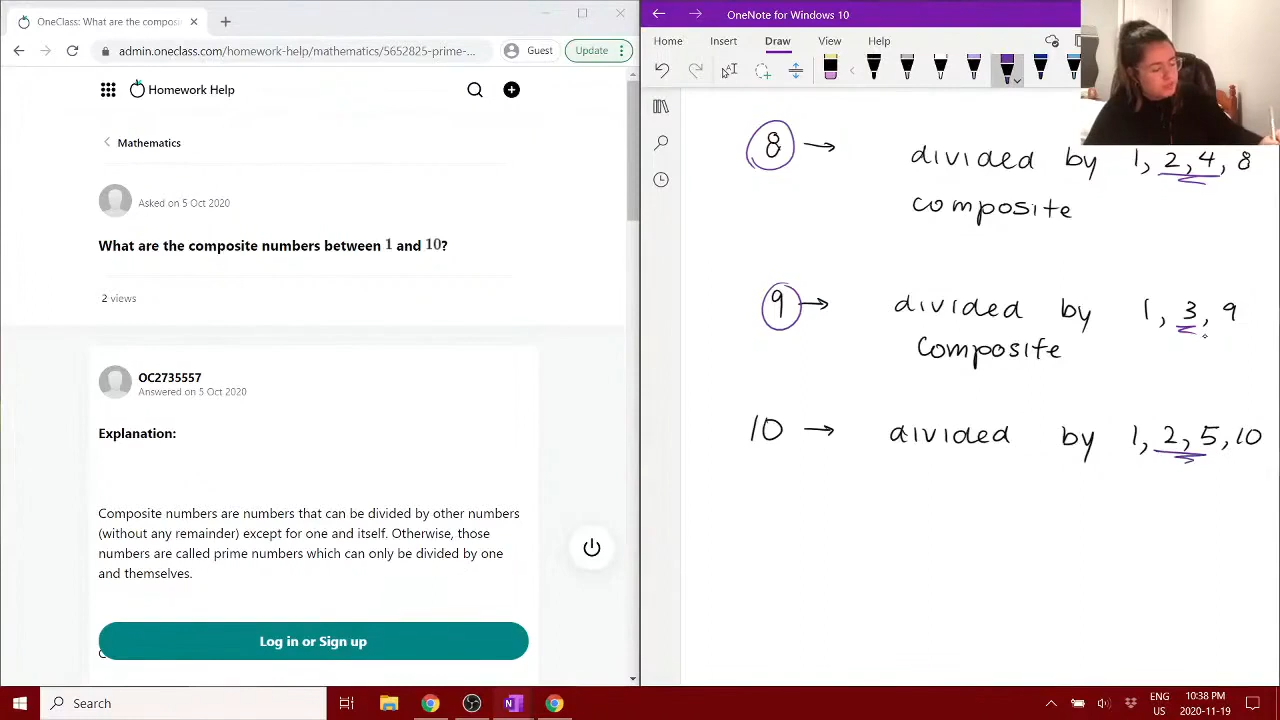 OneClass: What are the composi
admin.oneclass.com/homework-help/mathematics/5652825-prime-...
Guest
Update
Homework Help
Mathematics
Asked on 5 Oct 2020
What are the composite numbers between 1 and 10?
2 views
OC2735557
Answered on 5 Oct 2020
Explanation:
Composite numbers are numbers that can be divided by other numbers
(without any remainder) except for one and itself. Otherwise, those
numbers are called prime numbers which can only be divided by one
and themselves.
Log in or Sign up
OneNote for Windows 10
Home Insert Draw View Help
8 → divided by 1, 2, 4, 8
composite
9 → divided by 1, 3, 9
Composite
10 → divided by 1, 2, 5, 10
Search
ENG
US
10:38 PM
2020-11-19